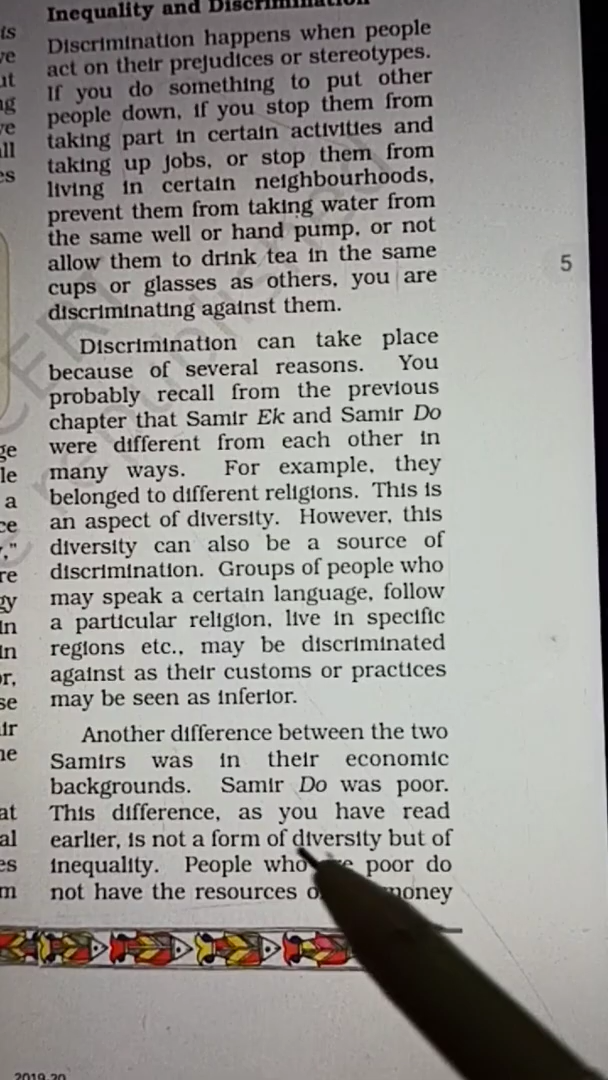 Inequality and Discrimination
Discrimination happens when people
act on their prejudices or stereotypes.
If you do something to put other
people down, if you stop them from
taking part in certain activities and
taking up jobs, or stop them from
living in certain neighbourhoods,
prevent them from taking water from
the same well or hand pump, or not
allow them to drink tea in the same
cups or glasses as others, you are
discriminating against them.
Discrimination can take place
because of several reasons. You
probably recall from the previous
chapter that Samir Ek and Samir Do
were different from each other in
many ways. For example, they
belonged to different religions. This is
an aspect of diversity. However, this
diversity can also be a source of
discrimination. Groups of people who
may speak a certain language, follow
a particular religion, live in specific
regions etc., may be discriminated
against as their customs or practices
may be seen as inferior.
Another difference between the two
Samirs was in their economic
backgrounds. Samir Do was poor.
This difference, as you have read
earlier, is not a form of diversity but of
inequality. People who poor do
not have the resources money
5
2019-20